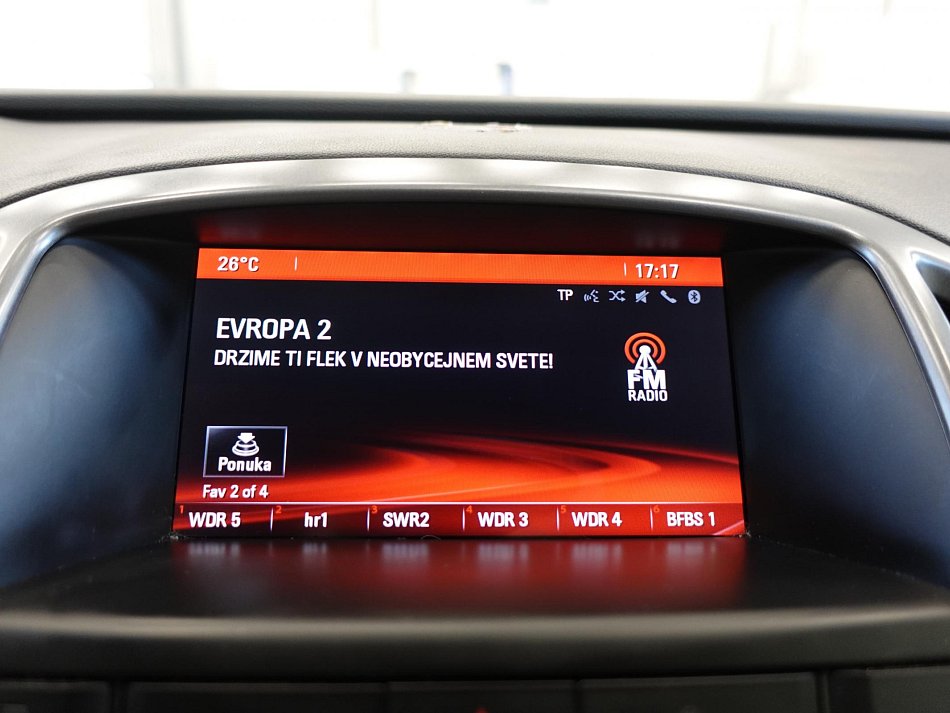 26°C 17:17
TP
EVROPA 2
DRZIME TI FLEK V NEOBYCEJNEM SVETE!
FM
RADIO
Ponuka
Fav 2 of 4
1 WDR 5 2 hr1 3 SWR2 4 WDR 3 5 WDR 4 6 BFBS 1